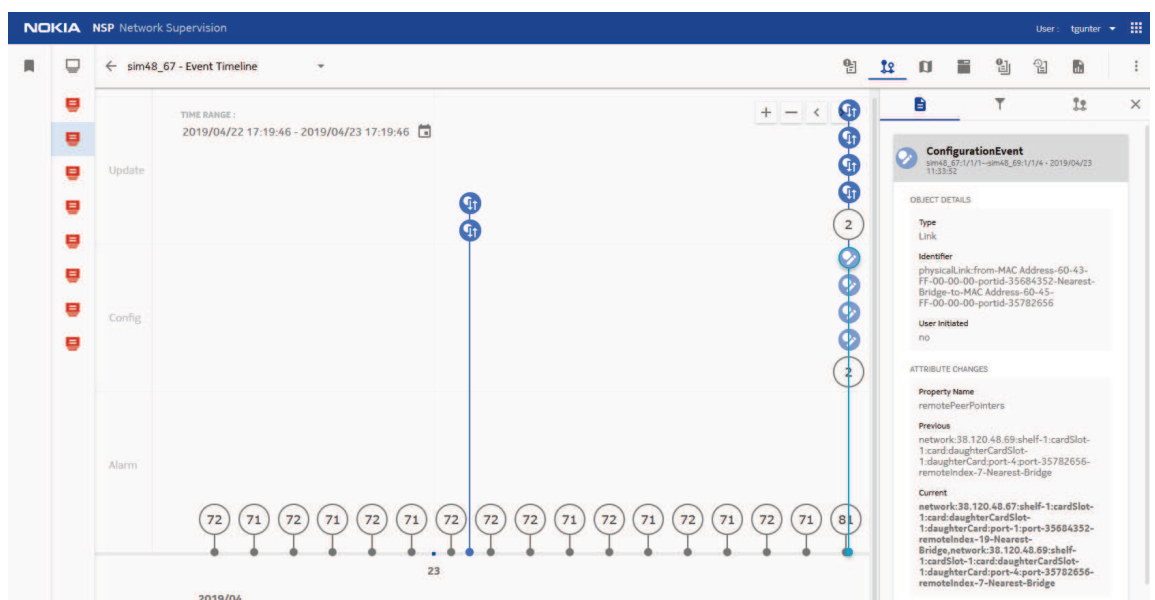 NOKIA NSP Network Supervision
User : tgunter
sim48_67 - Event Timeline
TIME RANGE :
2019/04/22 17:19:46 - 2019/04/23 17:19:46
Update
2
Config
2
Alarm
72 71 72 71 72 71 72 72 72 71 72 71 72 71 72 71 81
23
2019/04
ConfigurationEvent
sim48_67:1/1/1--sim48_69:1/1/4 - 2019/04/23
11:33:52
OBJECT DETAILS
Type
Link
Identifier
physicalLink:from-MAC Address-60-43-
FF-00-00-00-portid-35684352-Nearest-
Bridge-to-MAC Address-60-45-
FF-00-00-00-portid-35782656
User Initiated
no
ATTRIBUTE CHANGES
Property Name
remotePeerPointers
Previous
network:38.120.48.69:shelf-1:cardSlot-
1:card:daughterCardSlot-
1:daughterCard:port-4:port-35782656-
remoteIndex-7-Nearest-Bridge
Current
network:38.120.48.67:shelf-1:cardSlot-
1:card:daughterCardSlot-
1:daughterCard:port-1:port-35684352-
remoteIndex-19-Nearest-
Bridge,network:38.120.48.69:shelf-
1:cardSlot-1:card:daughterCardSlot-
1:daughterCard:port-4:port-35782656-
remoteIndex-7-Nearest-Bridge